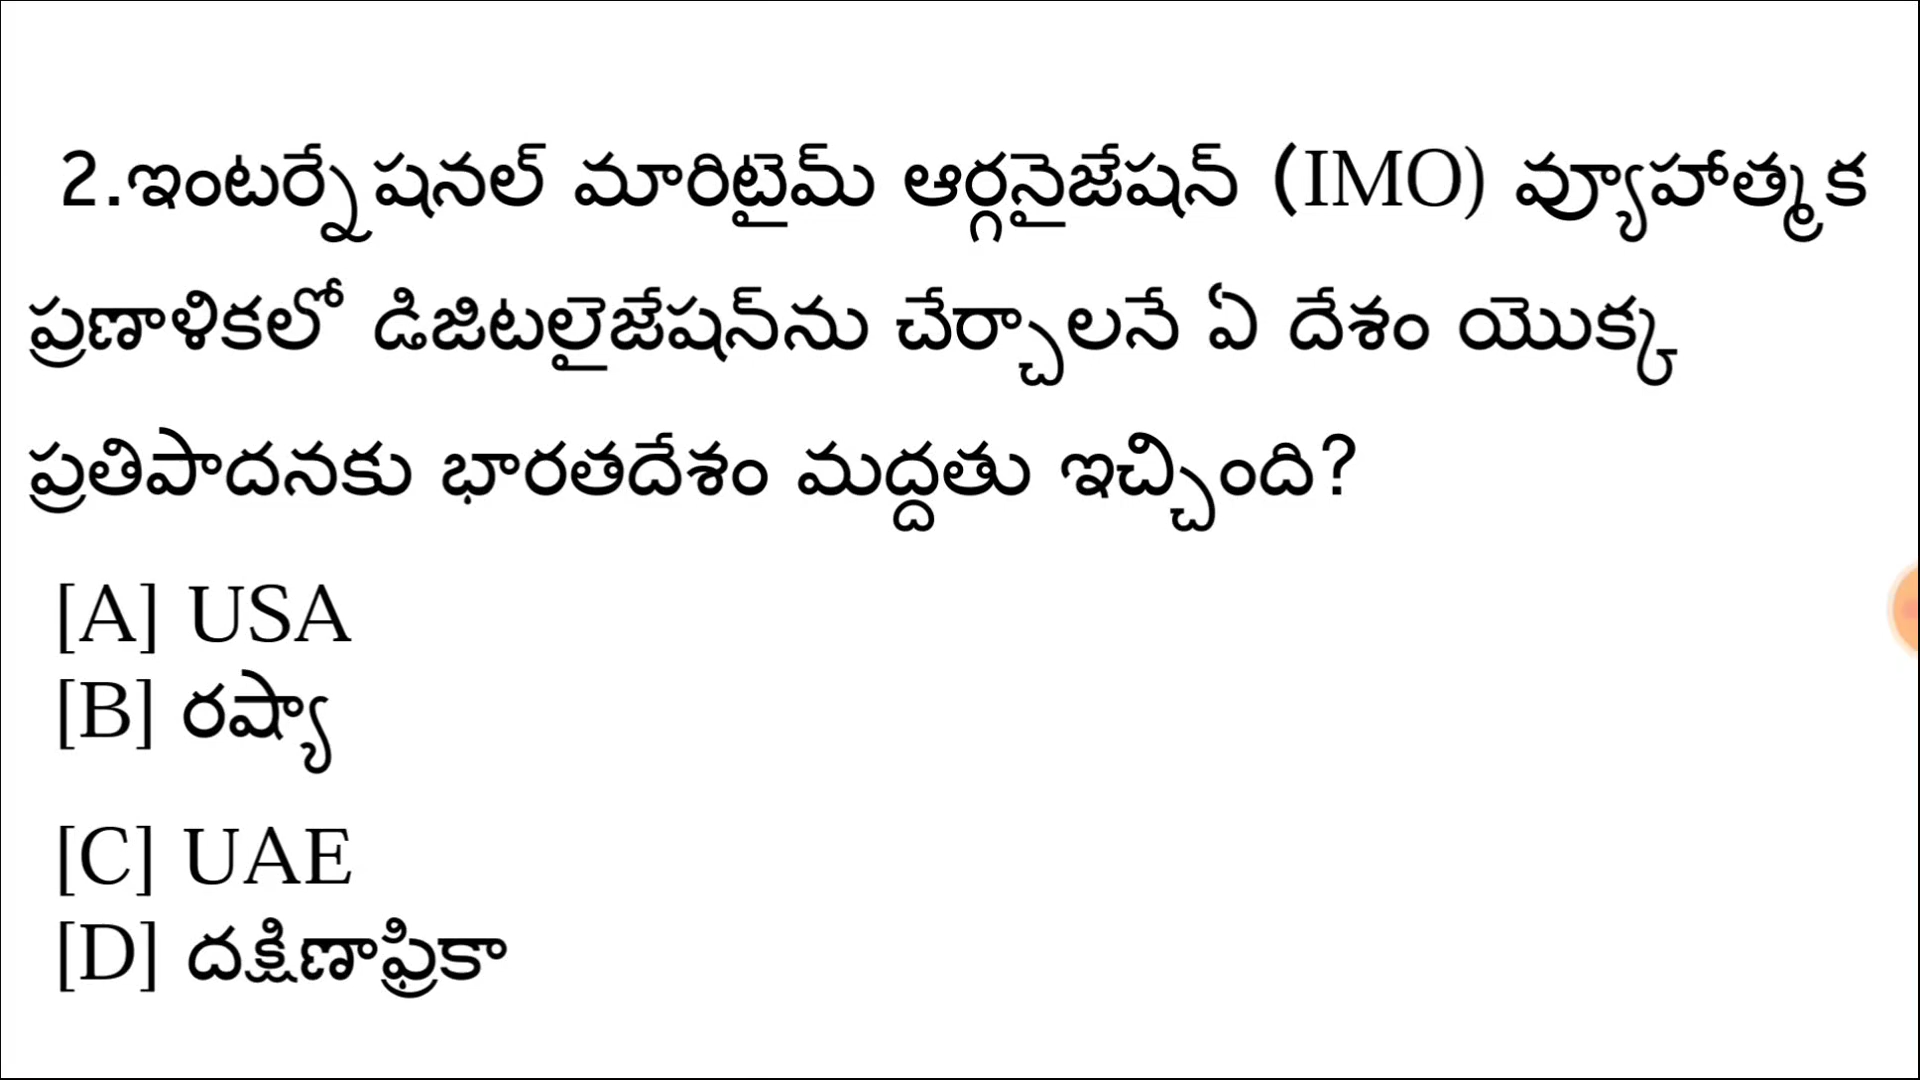 2.ఇంటర్నేషనల్ మారిటైమ్ ఆర్గనైజేషన్ (IMO) వ్యూహాత్మక
ప్రణాళికలో డిజిటలైజేషన్‌ను చేర్చాలనే ఏ దేశం యొక్క
ప్రతిపాదనకు భారతదేశం మద్దతు ఇచ్చింది?
[A] USA
[B] రష్యా
[C] UAE
[D] దక్షిణాఫ్రికా